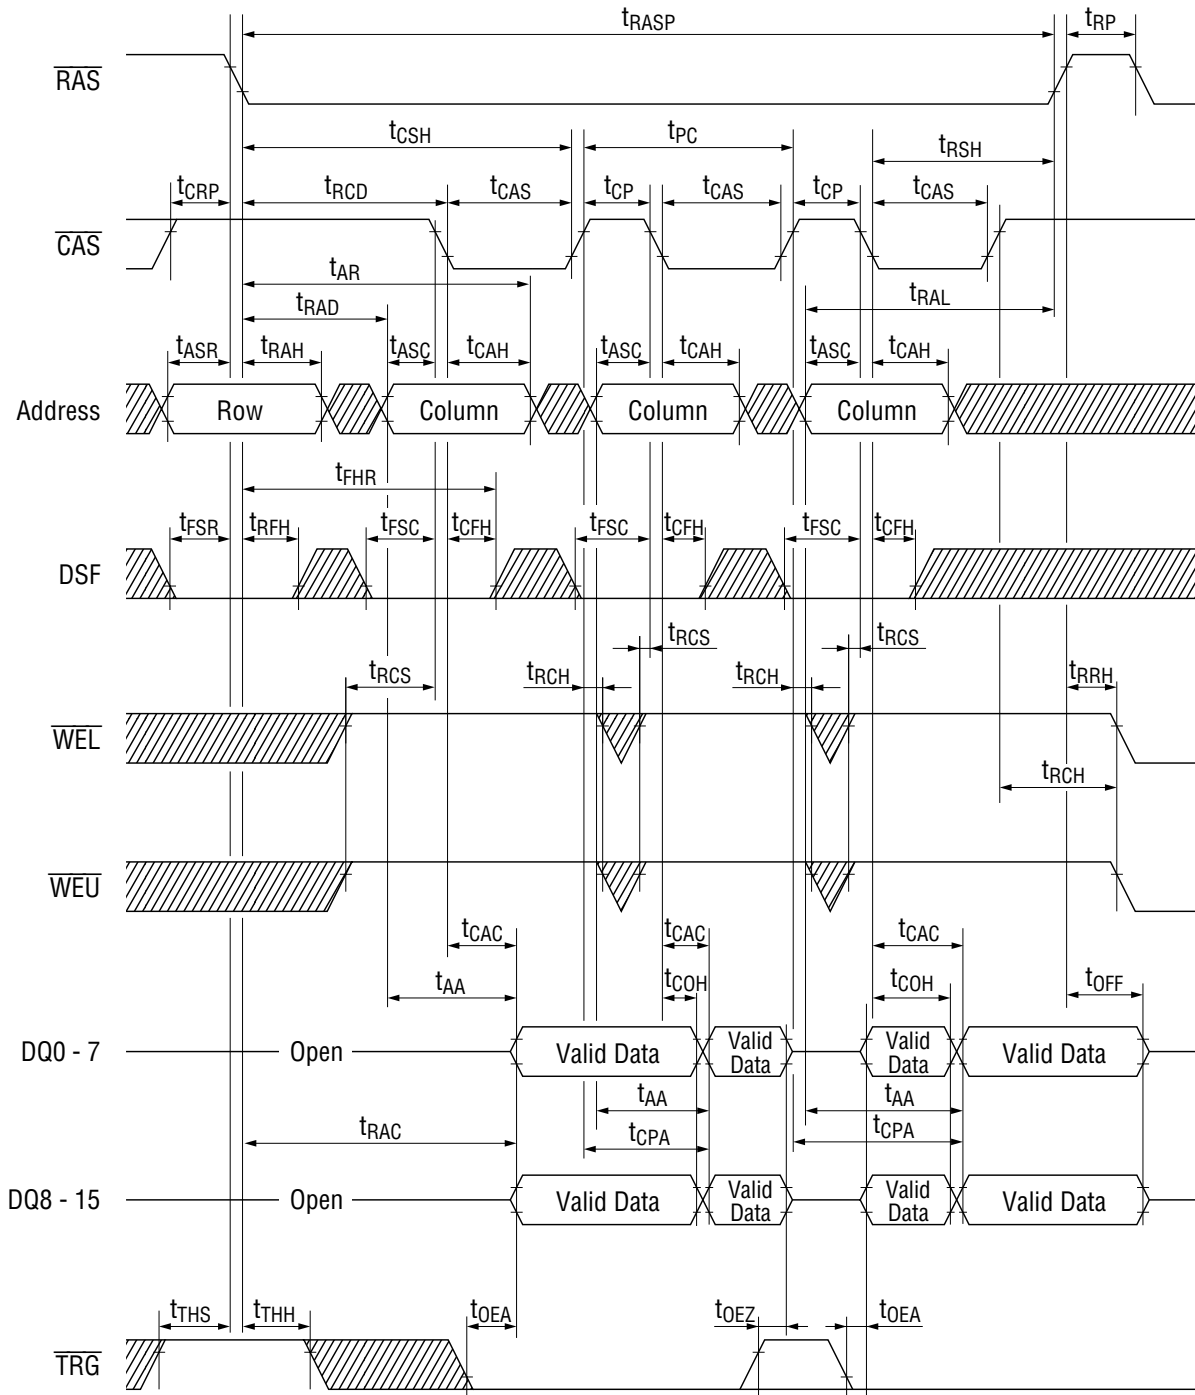 tRASP tRP
RAS
tCSH tPC tRSH
tCRP tRCD tCAS tCP tCAS tCP tCAS
CAS
tAR
tRAD tRAL
tASR tRAH tASC tCAH tASC tCAH tASC tCAH
Address Row Column Column Column
tFHR
tFSR tRFH tFSC tCFH tFSC tCFH tFSC tCFH
DSF
tRCS tRCS
tRCS tRCH tRCH tRRH
WEL
tRCH
WEU
tCAC tCAC tCAC
tAA tCOH tCOH tOFF
DQ0 - 7 Open Valid Data Valid Data Valid Data Valid Data
tAA tAA
tRAC tCPA tCPA
DQ8 - 15 Open Valid Data Valid Data Valid Data Valid Data
tTHS tTHH tOEA tOEZ tOEA
TRG